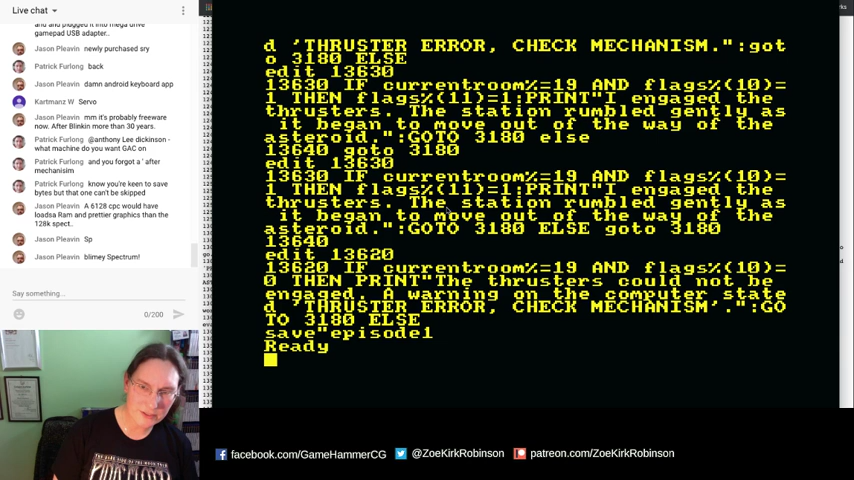 Live chat
and and plugged it into mega drive
gamepad USB adapter..
Jason Pleavin newly purchased sry
Patrick Furlong back
Jason Pleavin damn android keyboard app
Kartmanz W Servo
Jason Pleavin mm it's probably freeware
now. After Blinkin more than 30 years.
Patrick Furlong @anthony Lee dickinson -
what machine do you want GAC on
Patrick Furlong and you forgot a ' after
mechanisim
Patrick Furlong know you're keen to save
bytes but that one can't be skipped
Jason Pleavin A 6128 cpc would have
loadsa Ram and prettier graphics than the
128k spect..
Jason Pleavin Sp
Jason Pleavin blimey Spectrum!
Say something...
0/200
d 'THRUSTER ERROR, CHECK MECHANISM.":got
o 3180 ELSE
edit 13630
13630 IF currentroom%=19 AND flags%(10)=
1 THEN flags%(11)=1:PRINT"I engaged the
thrusters. The station rumbled gently as
it began to move out of the way of the
asteroid.":GOTO 3180 else
13640 goto 3180
edit 13630
13630 IF currentroom%=19 AND flags%(10)=
1 THEN flags%(11)=1:PRINT"I engaged the
thrusters. The station rumbled gently as
it began to move out of the way of the
asteroid.":GOTO 3180 ELSE goto 3180
13640
edit 13620
13620 IF currentroom%=19 AND flags%(10)=
0 THEN PRINT"The thrusters could not be
engaged. A warning on the computer state
d 'THRUSTER ERROR, CHECK MECHANISM'.":GO
TO 3180 ELSE
save"episode1
Ready
facebook.com/GameHammerCG
@ZoeKirkRobinson
patreon.com/ZoeKirkRobinson